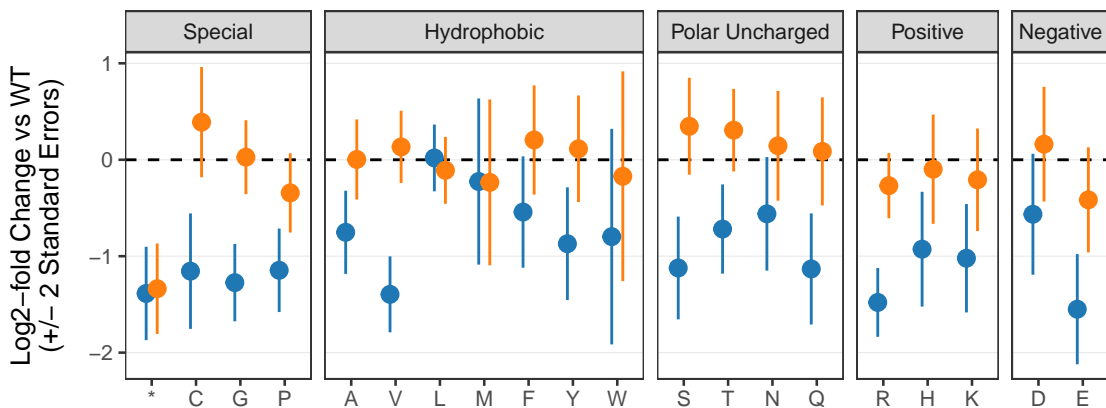 Special
Hydrophobic
Polar Uncharged
Positive
Negative
Log2−fold Change vs WT
(+/− 2 Standard Errors)
1
0
−1
−2
* C G P
A V L M F Y W
S T N Q
R H K
D E